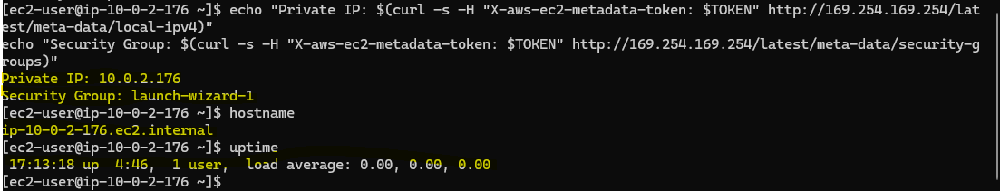 [ec2-user@ip-10-0-2-176 ~]$ echo "Private IP: $(curl -s -H "X-aws-ec2-metadata-token: $TOKEN" http://169.254.169.254/lat
est/meta-data/local-ipv4)"
echo "Security Group: $(curl -s -H "X-aws-ec2-metadata-token: $TOKEN" http://169.254.169.254/latest/meta-data/security-g
roups)"
Private IP: 10.0.2.176
Security Group: launch-wizard-1
[ec2-user@ip-10-0-2-176 ~]$ hostname
ip-10-0-2-176.ec2.internal
[ec2-user@ip-10-0-2-176 ~]$ uptime
 17:13:18 up  4:46,  1 user,  load average: 0.00, 0.00, 0.00
[ec2-user@ip-10-0-2-176 ~]$